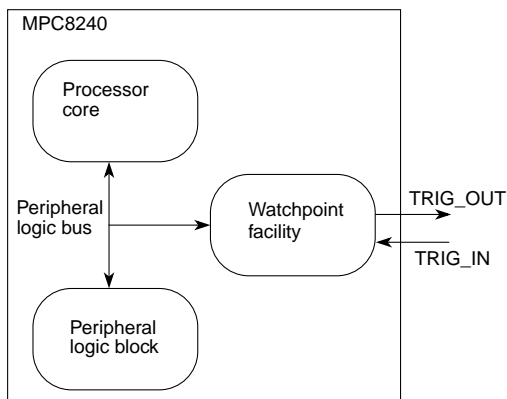 MPC8240
Processor
core
Peripheral
logic bus
Watchpoint
facility
TRIG_OUT
TRIG_IN
Peripheral
logic block